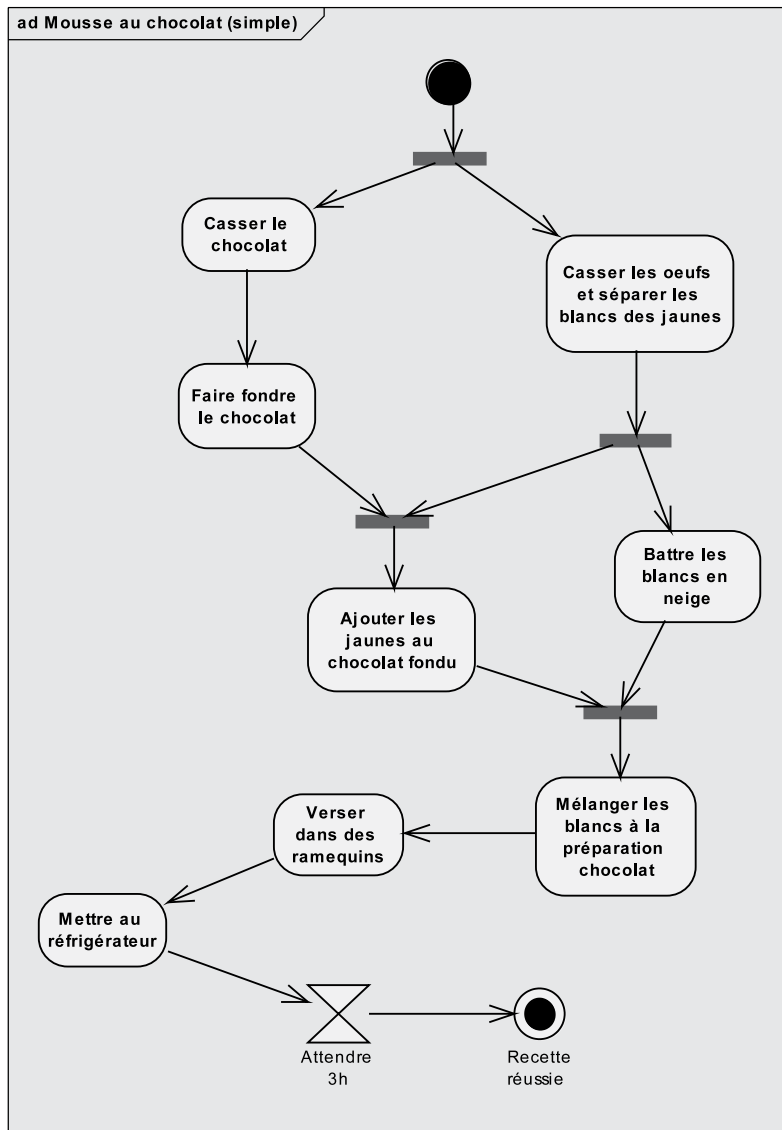 ad Mousse au chocolat (simple)
Casser le
chocolat
Casser les oeufs
et séparer les
blancs des jaunes
Faire fondre
le chocolat
Battre les
blancs en
neige
Ajouter les
jaunes au
chocolat fondu
Mélanger les
blancs à la
préparation
chocolat
Verser
dans des
ramequins
Mettre au
réfrigérateur
Attendre
3h
Recette
réussie